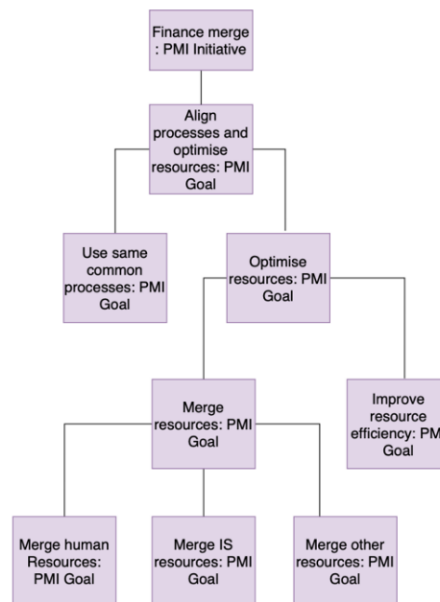 Finance merge
: PMI Initiative
Align
processes and
optimise
resources: PMI
Goal
Use same
common
processes: PMI
Goal
Optimise
resources: PMI
Goal
Merge
resources: PMI
Goal
Improve
resource
efficiency: PM
Goal
Merge human
Resources:
PMI Goal
Merge IS
resources: PMI
Goal
Merge other
resources: PMI
Goal